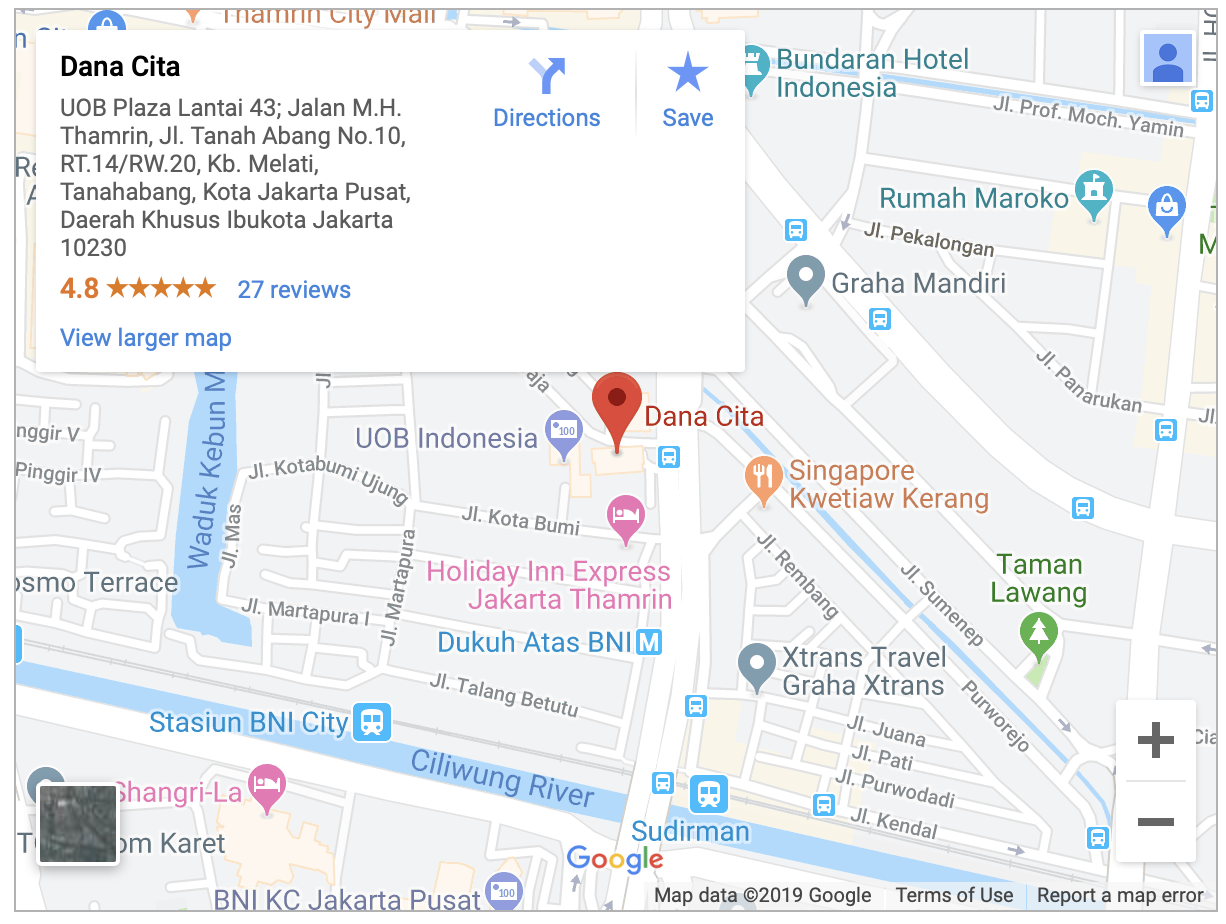 Thamrin City Mall
Dana Cita
UOB Plaza Lantai 43; Jalan M.H.
Thamrin, Jl. Tanah Abang No.10,
RT.14/RW.20, Kb. Melati,
Tanahabang, Kota Jakarta Pusat,
Daerah Khusus Ibukota Jakarta
10230
4.8
27 reviews
View larger map
Directions
Save
Bundaran Hotel
Indonesia
Jl. Prof. Moch. Yamin
Rumah Maroko
Jl. Pekalongan
Graha Mandiri
Jl. Panarukan
Dana Cita
UOB Indonesia
100
nggir V
Pinggir IV
Waduk Kebun M
Jl. Kotabumi Ujung
Jl. Mas
Singapore
Kwetiaw Kerang
Jl. Kota Bumi
Jl. Martapura
Holiday Inn Express
Jakarta Thamrin
Jl. Rembang
Jl. Sumenep
Taman
Lawang
osmo Terrace
Jl. Martapura I
Dukuh Atas BNI
M
Xtrans Travel
Graha Xtrans
Jl. Talang Betutu
Purworejo
Stasiun BNI City
Jl. Juana
Jl. Pati
Jl. Purwodadi
Jl. Kendal
Ciliwung River
Shangri-La
Sudirman
om Karet
Google
BNI KC Jakarta Pusat
100
Map data ©2019 Google
Terms of Use
Report a map error